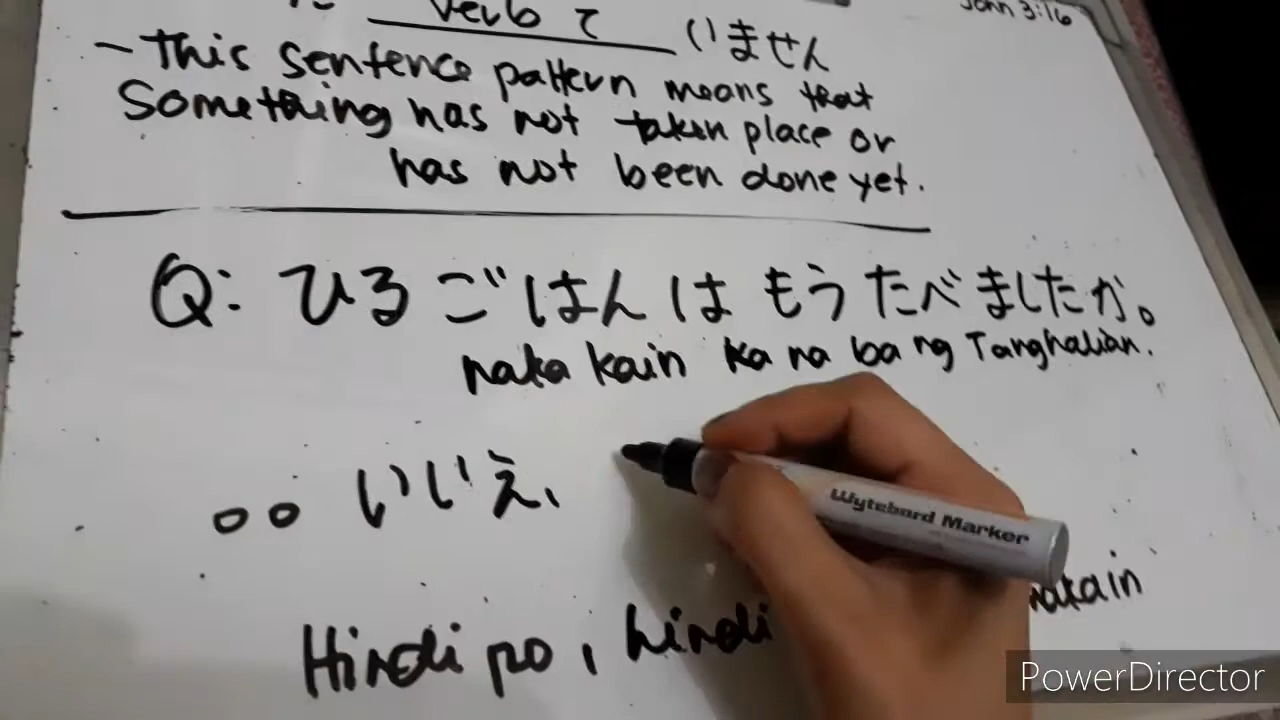 John 3:16
verb て いません
- This sentence pattern means that
Something has not taken place or
has not been done yet.
Q: ひるごはんは もう たべましたか。
naka kain ka na ba ng Tanghalian.
いいえ、
Wytebord Marker
Hindi po, hindi
PowerDirector